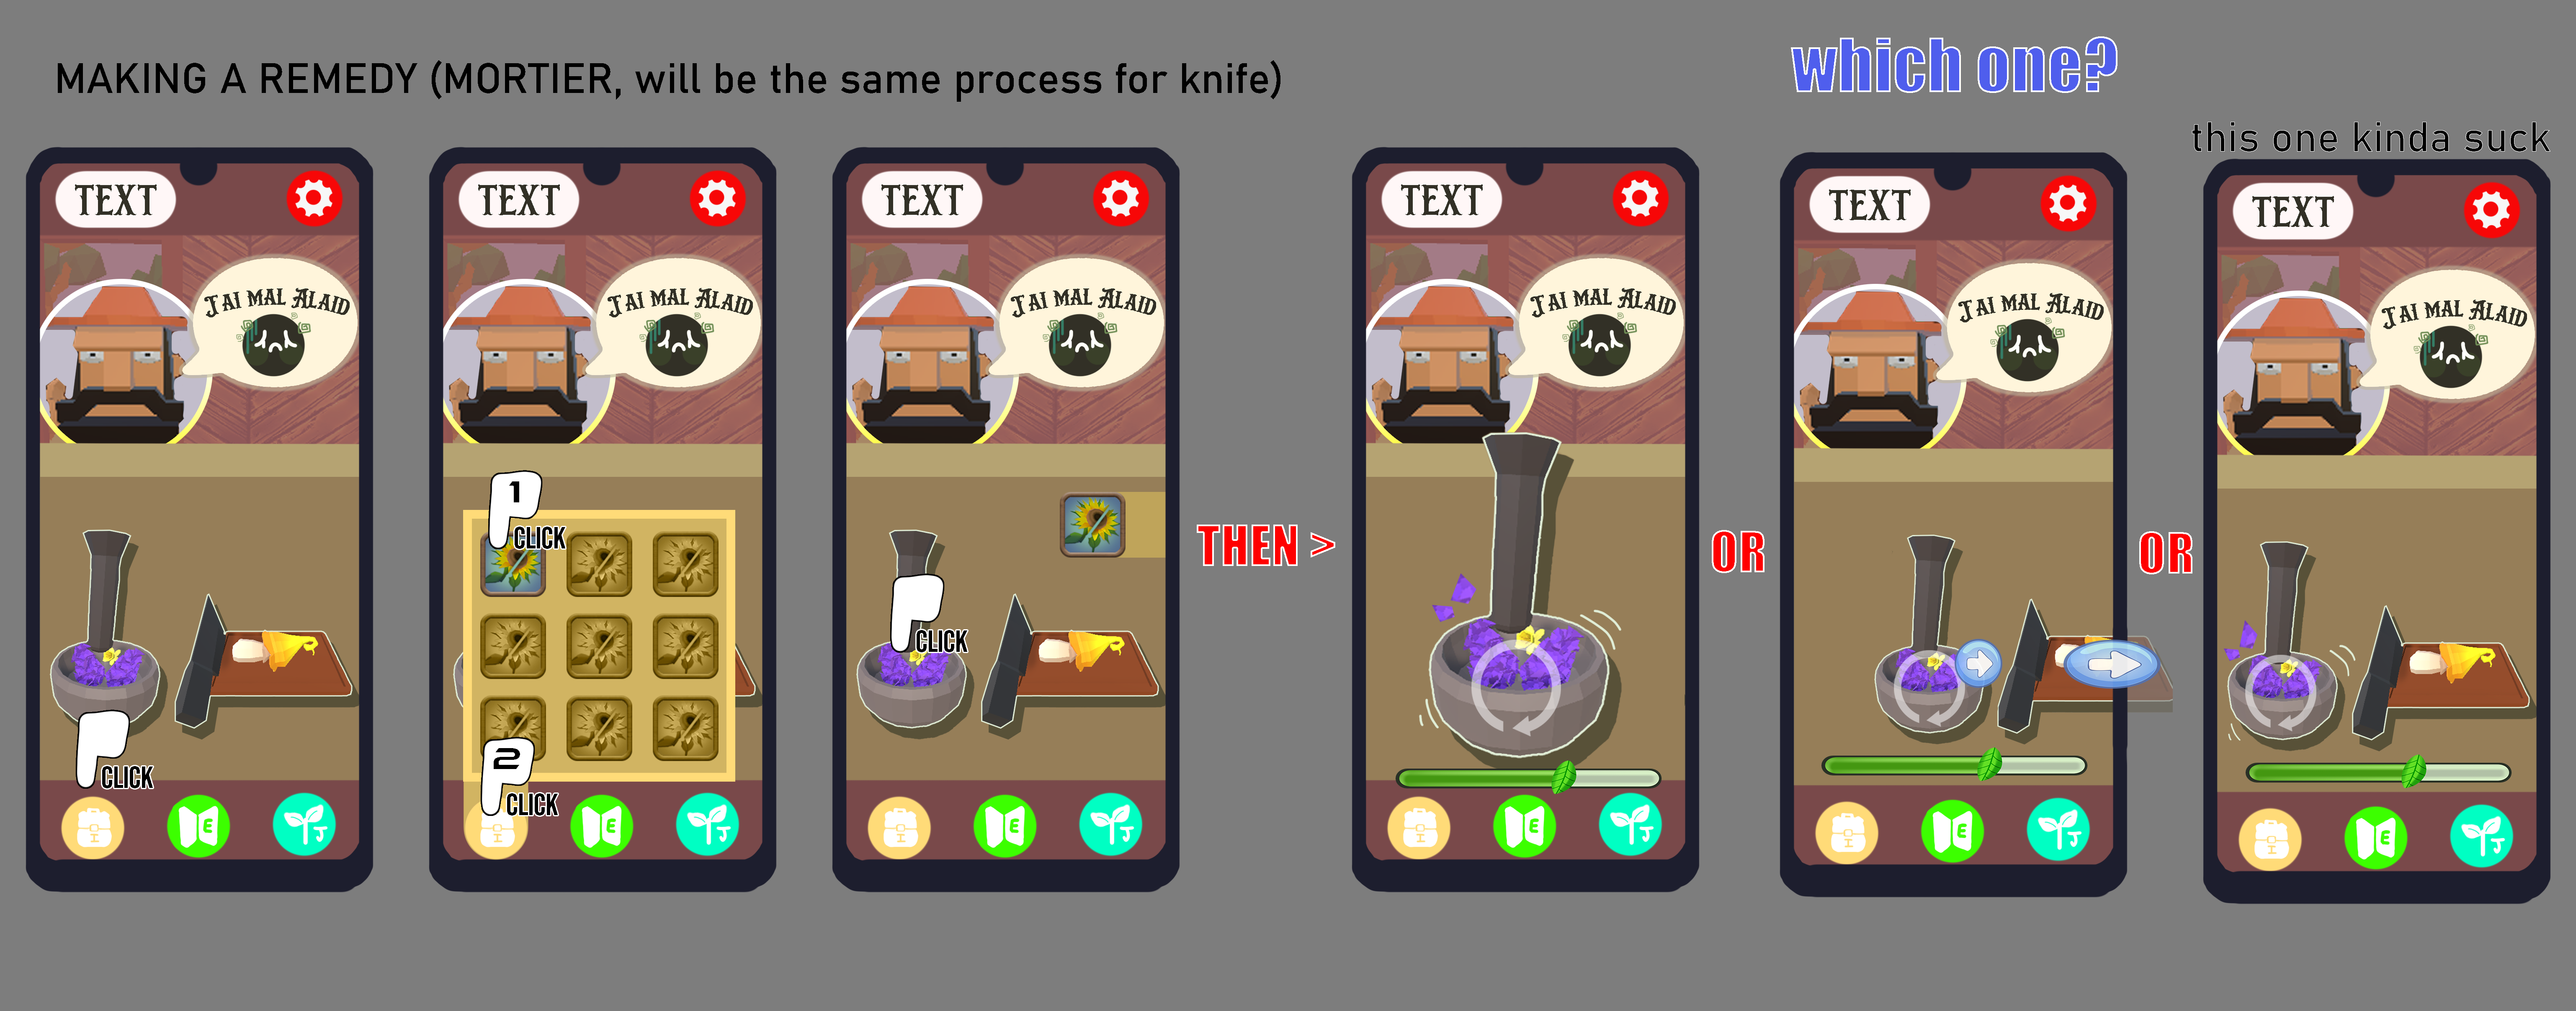 which one?
MAKING A REMEDY (MORTIER, will be the same process for knife)
this one kinda suck
TEXT
J'AI MAL ALAID
CLICK
E
J
TEXT
J'AI MAL ALAID
1
CLICK
2
CLICK
E
J
TEXT
J'AI MAL ALAID
CLICK
E
J
THEN >
TEXT
J'AI MAL ALAID
E
J
OR
TEXT
J'AI MAL ALAID
E
J
OR
TEXT
J'AI MAL ALAID
E
J